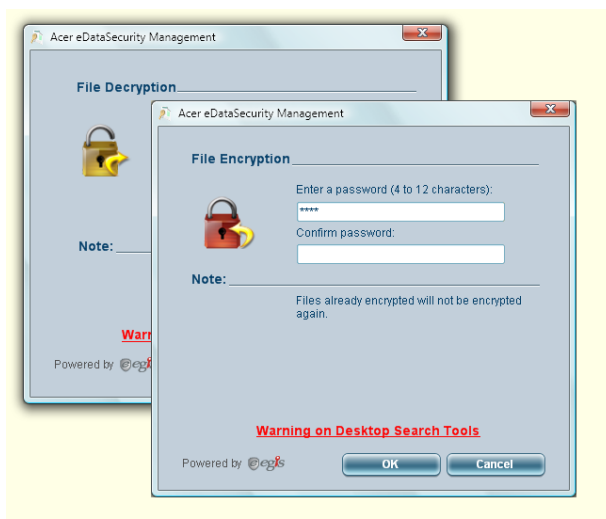 Acer eDataSecurity Management
File Decryption
Note:
Powered by egis
Acer eDataSecurity Management
File Encryption
Enter a password (4 to 12 characters):
****
Confirm password:
Note:
Files already encrypted will not be encrypted
again.
Warning on Desktop Search Tools
Powered by egis
OK
Cancel